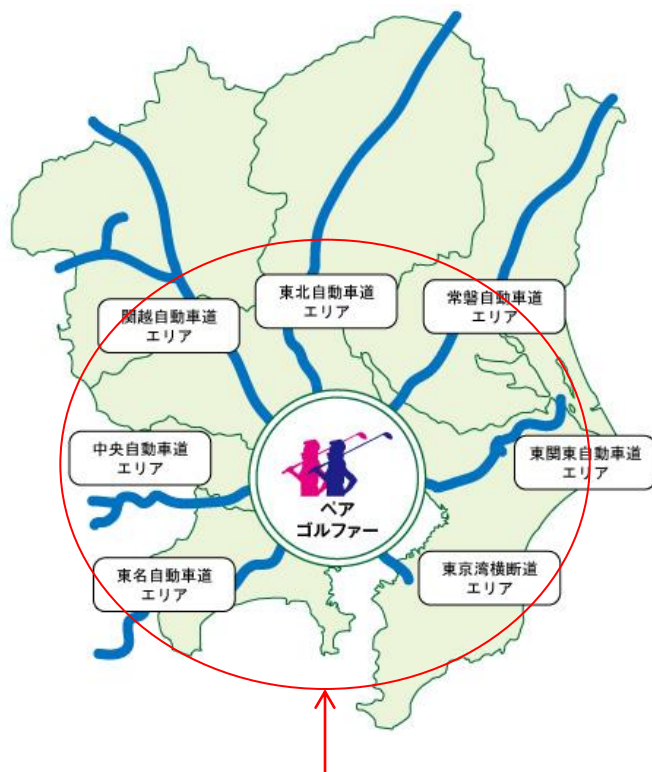 東北自動車道
エリア
常磐自動車道
エリア
関越自動車道
エリア
中央自動車道
エリア
東関東自動車道
エリア
ペア
ゴルファー
東名自動車道
エリア
東京湾横断道
エリア